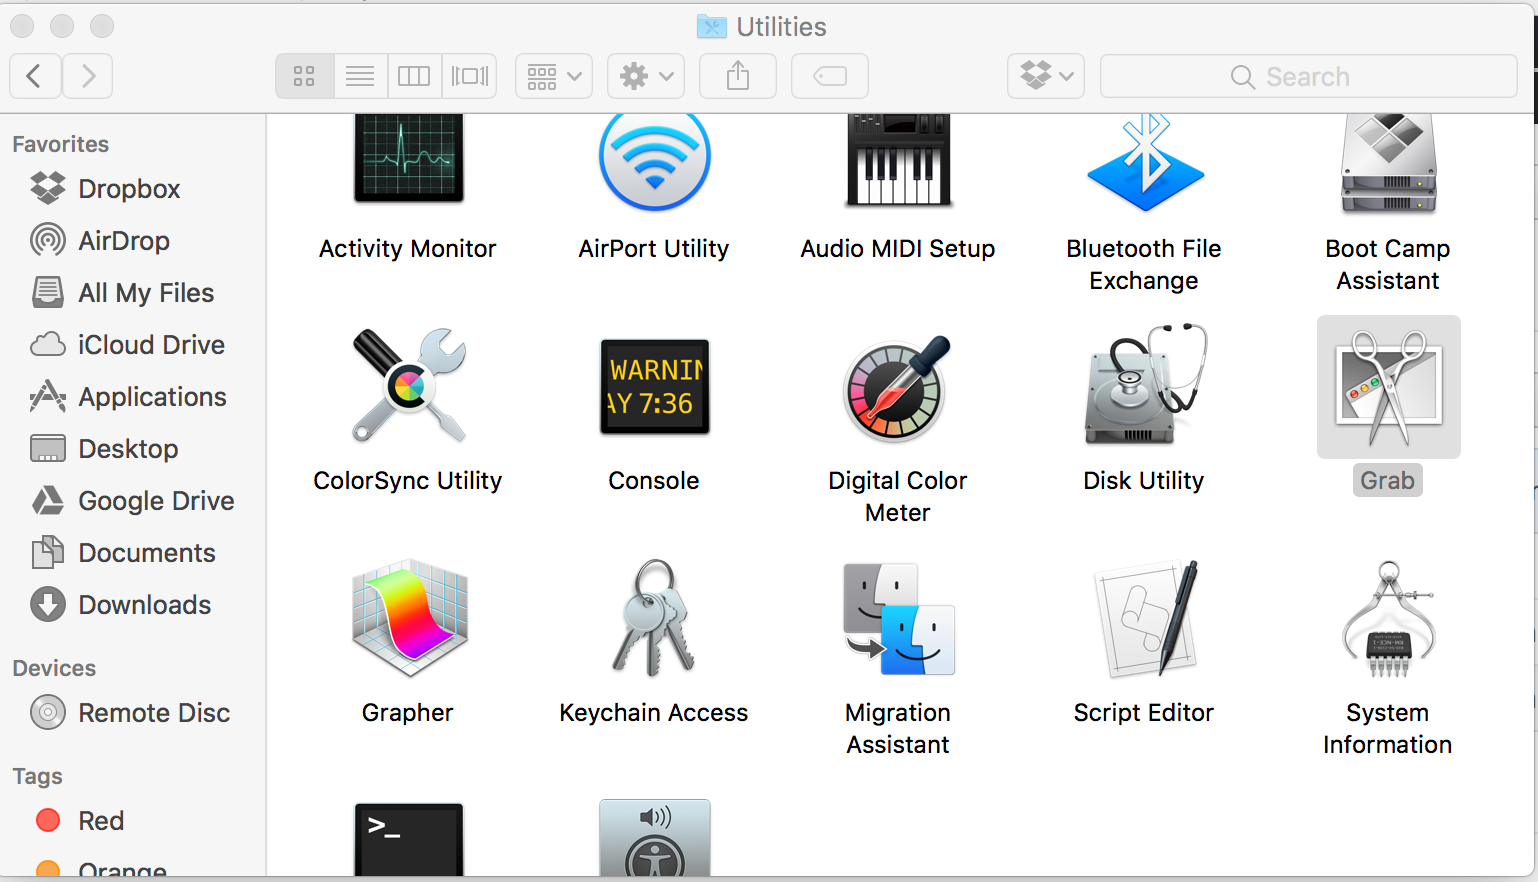 Utilities
Search
Favorites
Dropbox
AirDrop
All My Files
iCloud Drive
Applications
Desktop
Google Drive
Documents
Downloads
Devices
Remote Disc
Tags
Red
Orange
Activity Monitor
AirPort Utility
Audio MIDI Setup
Bluetooth File
Exchange
Boot Camp
Assistant
WARNIN
AY 7:36
ColorSync Utility
Console
Digital Color
Meter
Disk Utility
Grab
Grapher
Keychain Access
Migration
Assistant
Script Editor
System
Information
>_